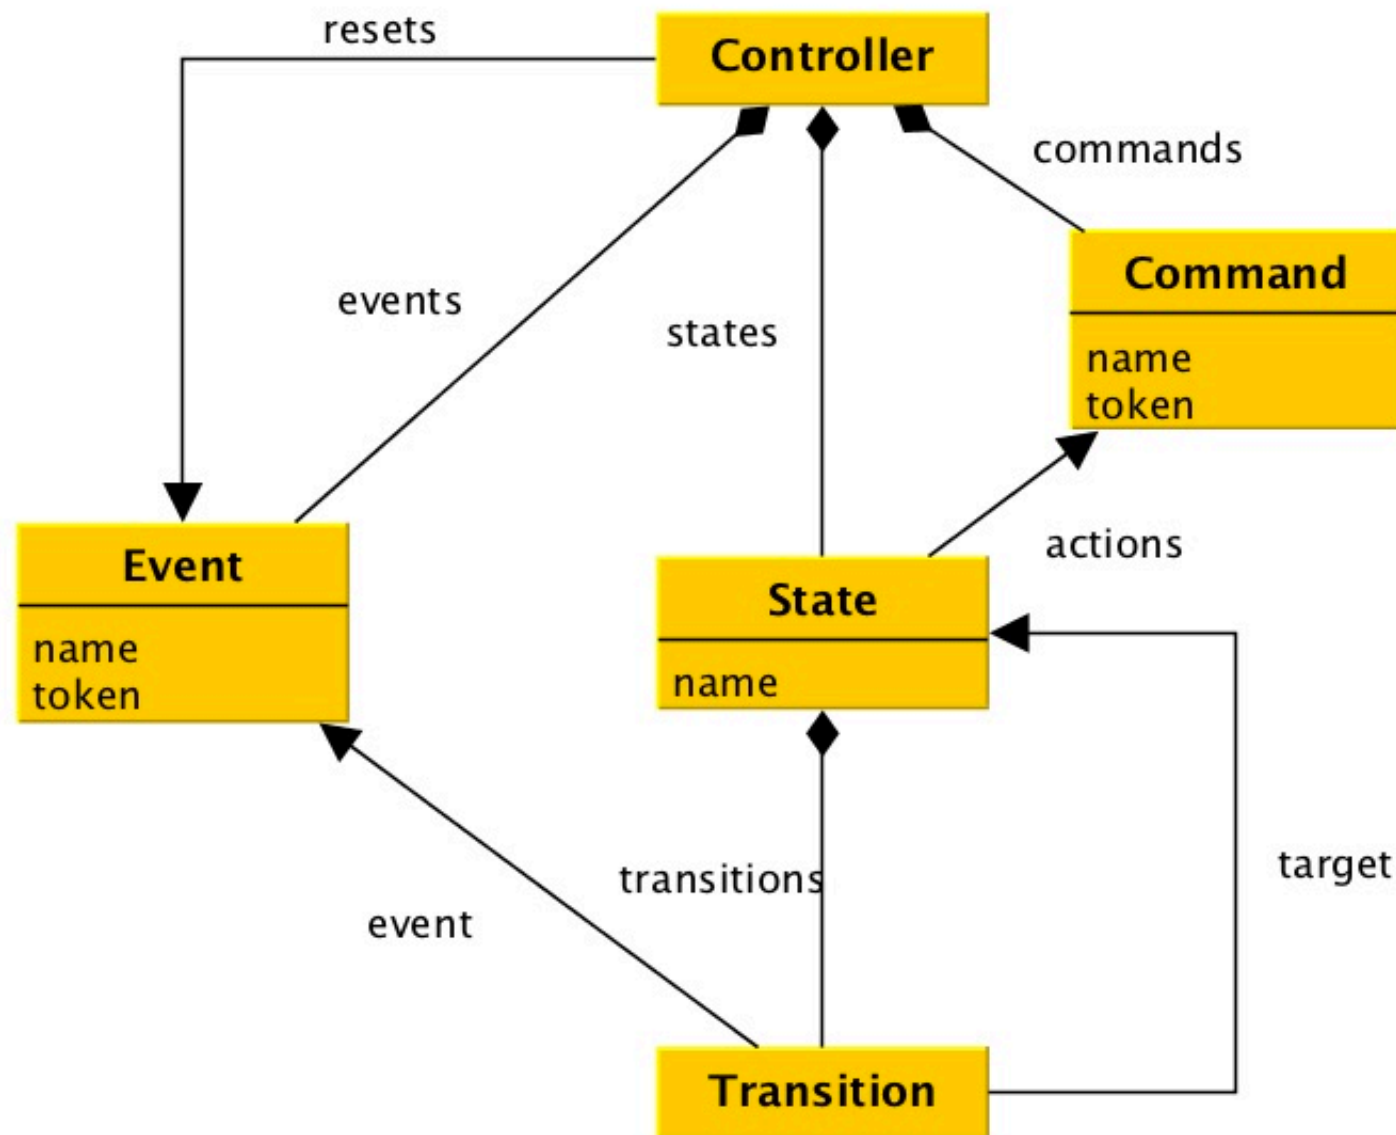 resets
Controller
commands
Command
name
token
events
states
actions
Event
name
token
State
name
target
transitions
event
Transition